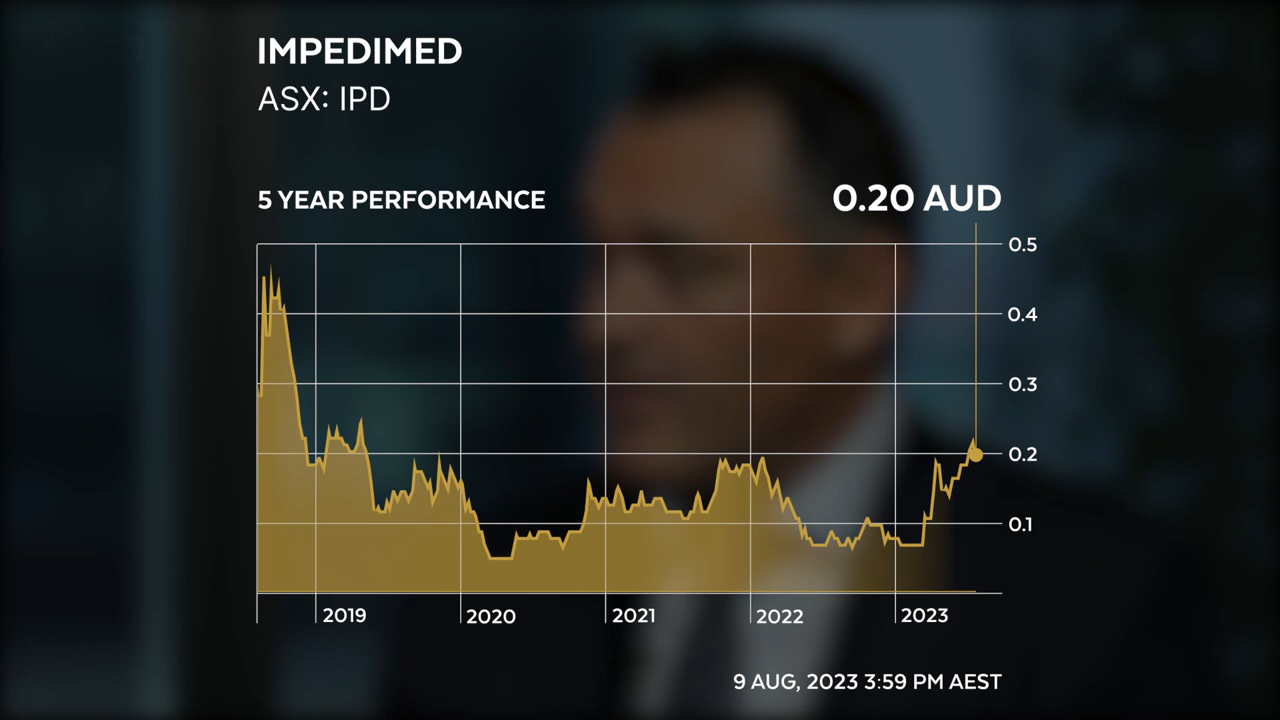 IMPEDIMED
ASX: IPD
5 YEAR PERFORMANCE
0.20 AUD
0.5
0.4
0.3
0.2
0.1
2019 2020 2021 2022 2023
9 AUG, 2023 3:59 PM AEST